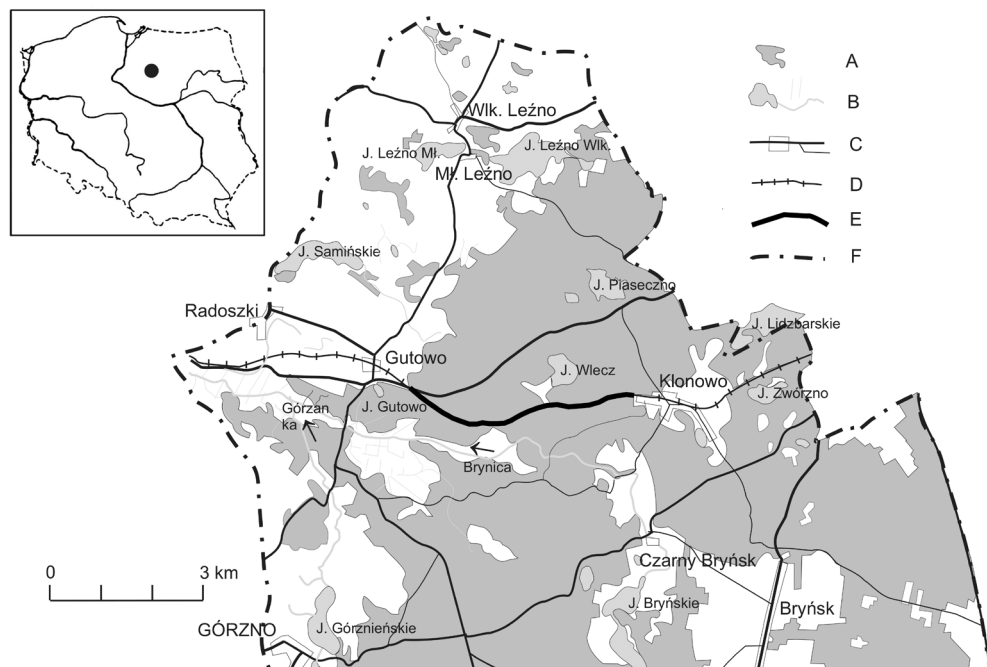 Wlk. Leźno
J. Leźno Mł.
J. Leźno Wlk.
Mł. Leźno
J. Samińskie
J. Piaseczno
Radoszki
J. Lidzbarskie
Gutowo
J. Wlecz
Klonowo
J. Zwórzno
Górzan
ka
J. Gutowo
Brynica
Czarny Bryńsk
J. Bryńskie
Bryńsk
GÓRZNO
J. Górznieńskie
0 3 km
A
B
C
D
E
F